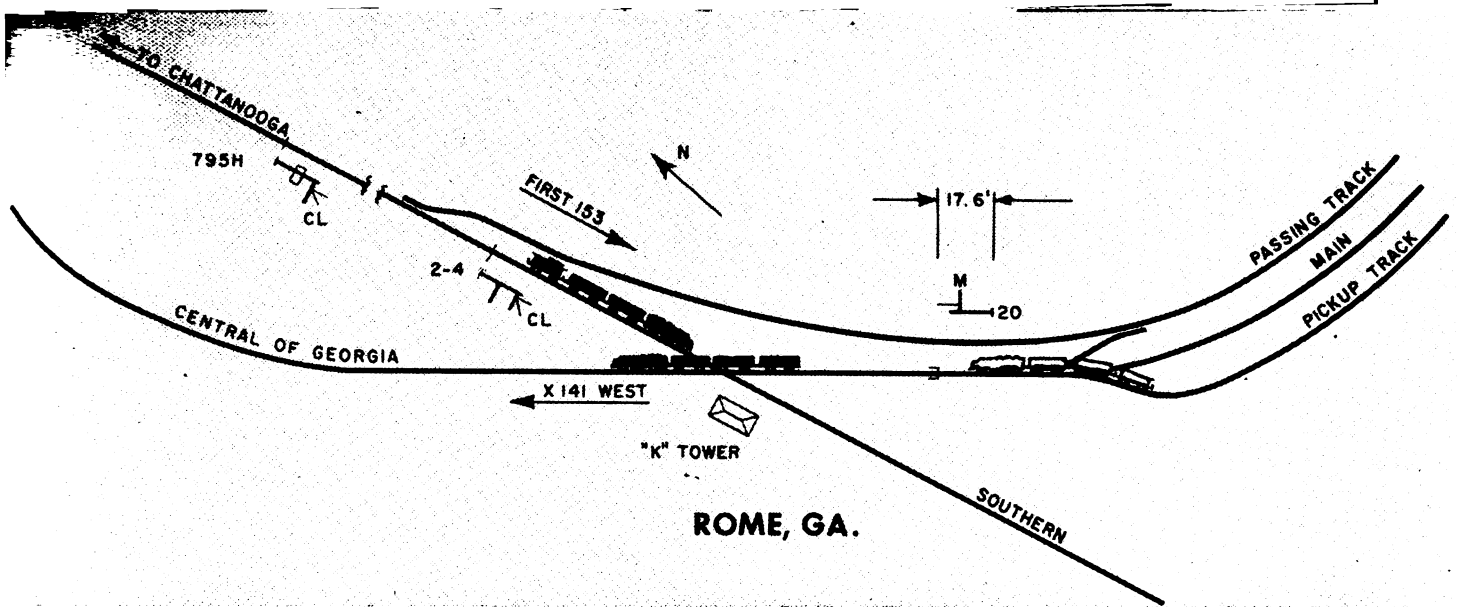 TO CHATTANOOGA
795H
CL
FIRST 153
N
17.6'
PASSING TRACK
MAIN
PICKUP TRACK
2-4
CL
M
20
CENTRAL OF GEORGIA
X 141 WEST
"K" TOWER
SOUTHERN
ROME, GA.